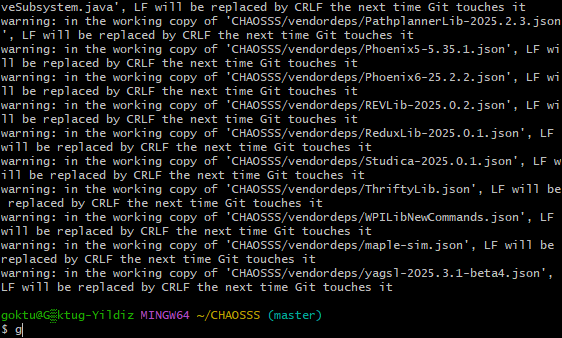 veSubsystem.java', LF will be replaced by CRLF the next time Git touches it
warning: in the working copy of 'CHAOSSS/vendordeps/PathplannerLib-2025.2.3.json
', LF will be replaced by CRLF the next time Git touches it
warning: in the working copy of 'CHAOSSS/vendordeps/Phoenix5-5.35.1.json', LF wi
ll be replaced by CRLF the next time Git touches it
warning: in the working copy of 'CHAOSSS/vendordeps/Phoenix6-25.2.2.json', LF wi
ll be replaced by CRLF the next time Git touches it
warning: in the working copy of 'CHAOSSS/vendordeps/REVLib-2025.0.2.json', LF wi
ll be replaced by CRLF the next time Git touches it
warning: in the working copy of 'CHAOSSS/vendordeps/ReduxLib-2025.0.1.json', LF
will be replaced by CRLF the next time Git touches it
warning: in the working copy of 'CHAOSSS/vendordeps/Studica-2025.0.1.json', LF w
ill be replaced by CRLF the next time Git touches it
warning: in the working copy of 'CHAOSSS/vendordeps/ThriftyLib.json', LF will be
 replaced by CRLF the next time Git touches it
warning: in the working copy of 'CHAOSSS/vendordeps/WPILibNewCommands.json', LF
will be replaced by CRLF the next time Git touches it
warning: in the working copy of 'CHAOSSS/vendordeps/maple-sim.json', LF will be
replaced by CRLF the next time Git touches it
warning: in the working copy of 'CHAOSSS/vendordeps/yagsl-2025.3.1-beta4.json',
LF will be replaced by CRLF the next time Git touches it
goktu@G▒ktug-Yildiz MINGW64 ~/CHAOSSS (master)
$ g